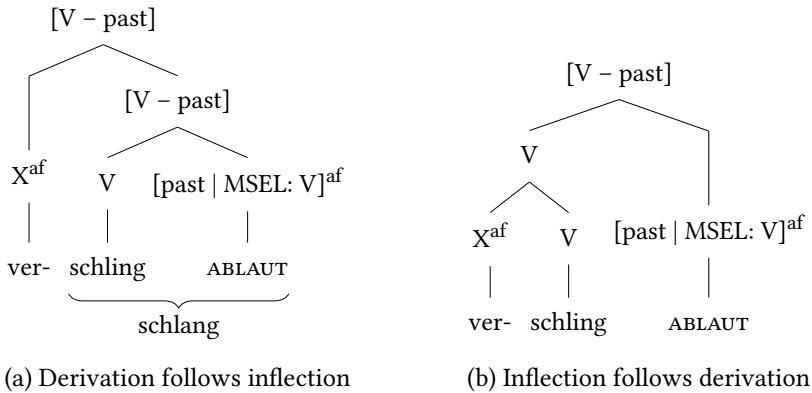 [V – past]
[V – past]
X^af V [past | MSEL: V]^af
ver- schling ABLAUT
schlang
(a) Derivation follows inflection
[V – past]
V
X^af V [past | MSEL: V]^af
ver- schling ABLAUT
(b) Inflection follows derivation